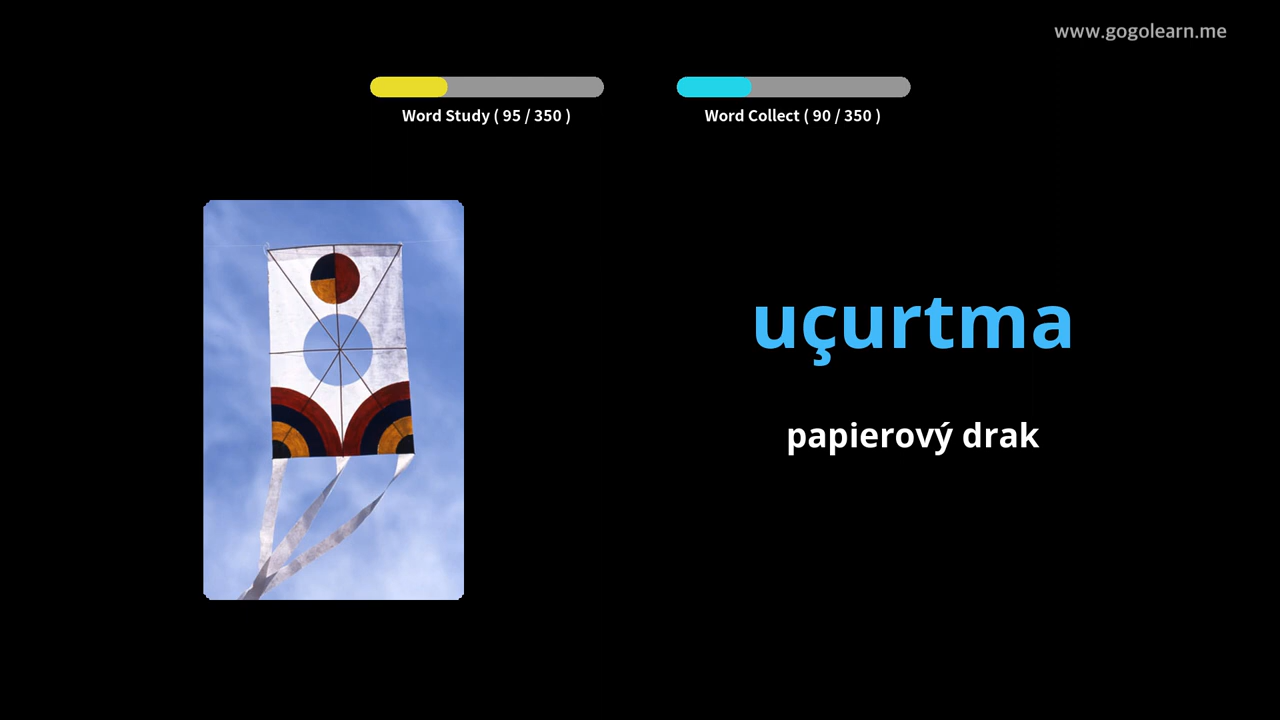 www.gogolearn.me
Word Study ( 95 / 350 )
Word Collect ( 90 / 350 )
uçurtma
papierový drak